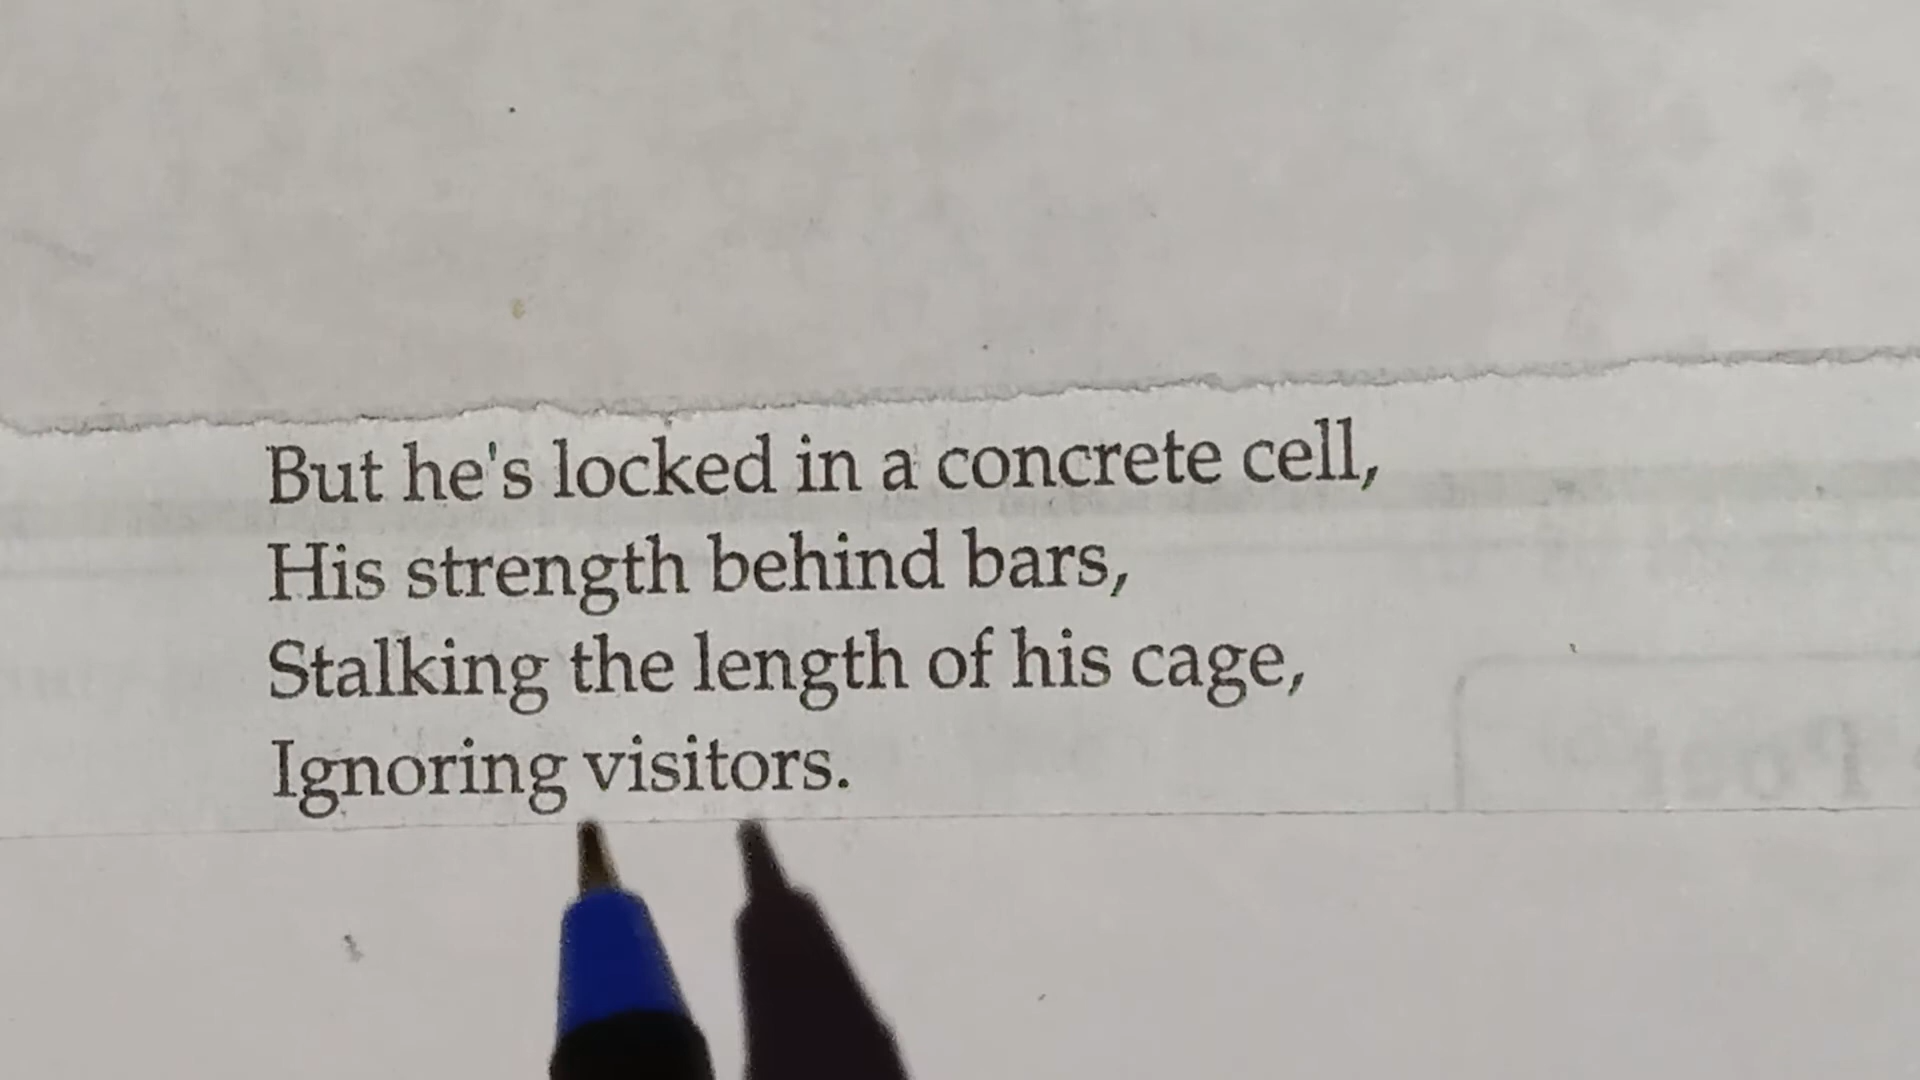 But he's locked in a concrete cell,
His strength behind bars,
Stalking the length of his cage,
Ignoring visitors.